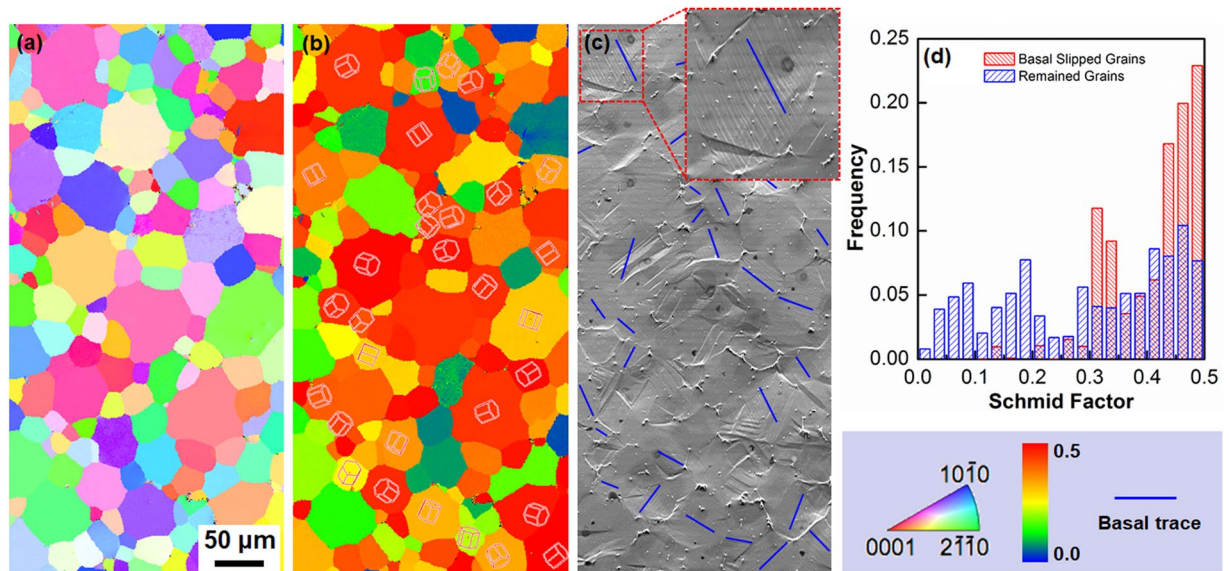 (a)
(b)
(c)
(d)
50 μm
0.25
0.20
0.15
0.10
0.05
0.00
Frequency
Basal Slipped Grains
Remained Grains
0.0 0.1 0.2 0.3 0.4 0.5
Schmid Factor
101̄0
0001 21̄1̄0
0.5
0.0
Basal trace